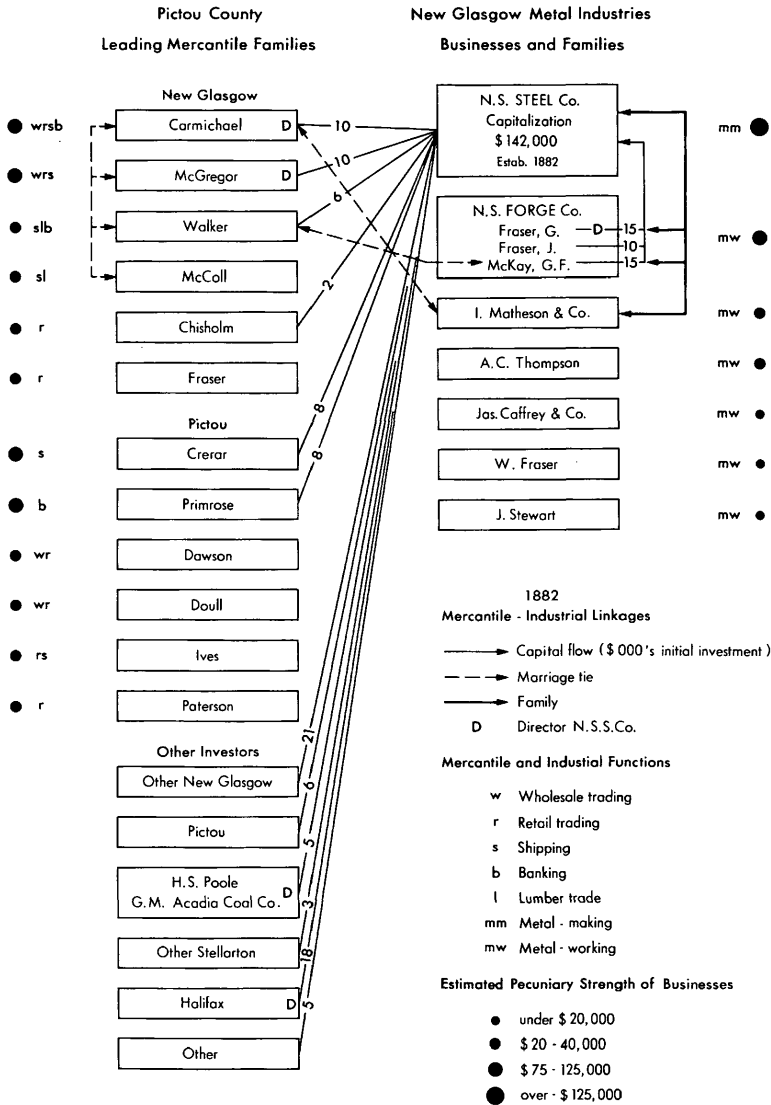 Pictou County
Leading Mercantile Families
New Glasgow
wrsb Carmichael D 10
wrs McGregor D 10
slb Walker 6
sl McColl
r Chisholm 2
r Fraser
Pictou
s Crerar 8
b Primrose 8
wr Dawson
wr Doull
rs Ives
r Paterson
Other Investors
Other New Glasgow 21
Pictou 6
H.S. Poole
G.M. Acadia Coal Co. D 5
Other Stellarton 3
Halifax D 18
Other 5
New Glasgow Metal Industries
Businesses and Families
N.S. STEEL Co.
Capitalization
$142,000
Estab. 1882
mm
N.S. FORGE Co.
Fraser, G. D 15
Fraser, J. 10
McKay, G.F. 15
mw
I. Matheson & Co. mw
A.C. Thompson mw
Jas. Caffrey & Co. mw
W. Fraser mw
J. Stewart mw
1882
Mercantile - Industrial Linkages
Capital flow ($000's initial investment)
Marriage tie
Family
D Director N.S.S.Co.
Mercantile and Industial Functions
w Wholesale trading
r Retail trading
s Shipping
b Banking
l Lumber trade
mm Metal - making
mw Metal - working
Estimated Pecuniary Strength of Businesses
under $20,000
$20 - 40,000
$75 - 125,000
over - $125,000